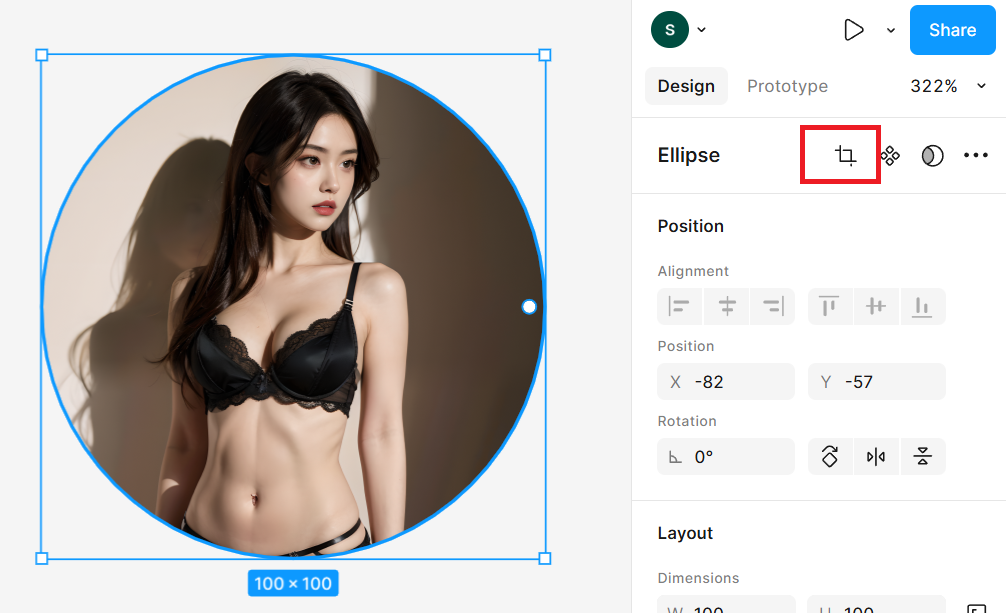 S
Share
Design
Prototype
322%
Ellipse
Position
Alignment
Position
X -82
Y -57
Rotation
0°
Layout
Dimensions
W 100
H 100
100 × 100